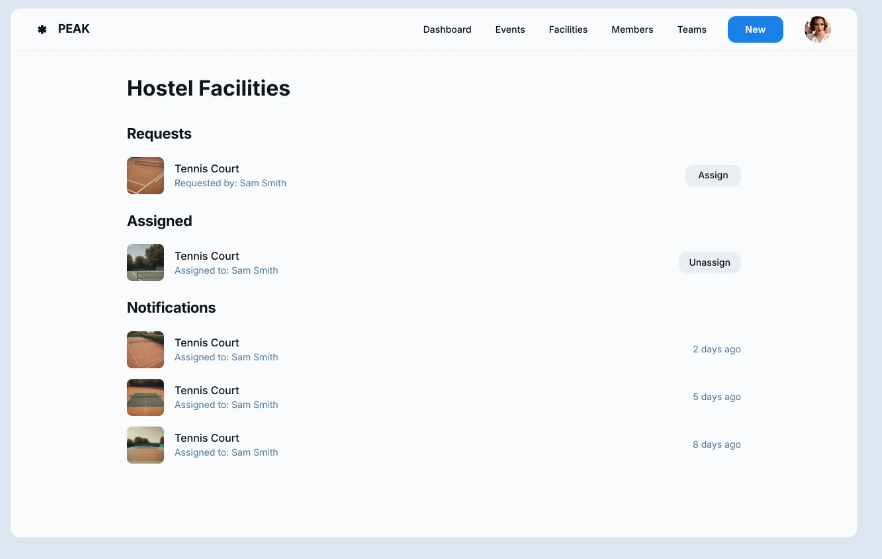 PEAK
Dashboard
Events
Facilities
Members
Teams
New
Hostel Facilities
Requests
Tennis Court
Requested by: Sam Smith
Assign
Assigned
Tennis Court
Assigned to: Sam Smith
Unassign
Notifications
Tennis Court
Assigned to: Sam Smith
2 days ago
Tennis Court
Assigned to: Sam Smith
5 days ago
Tennis Court
Assigned to: Sam Smith
8 days ago